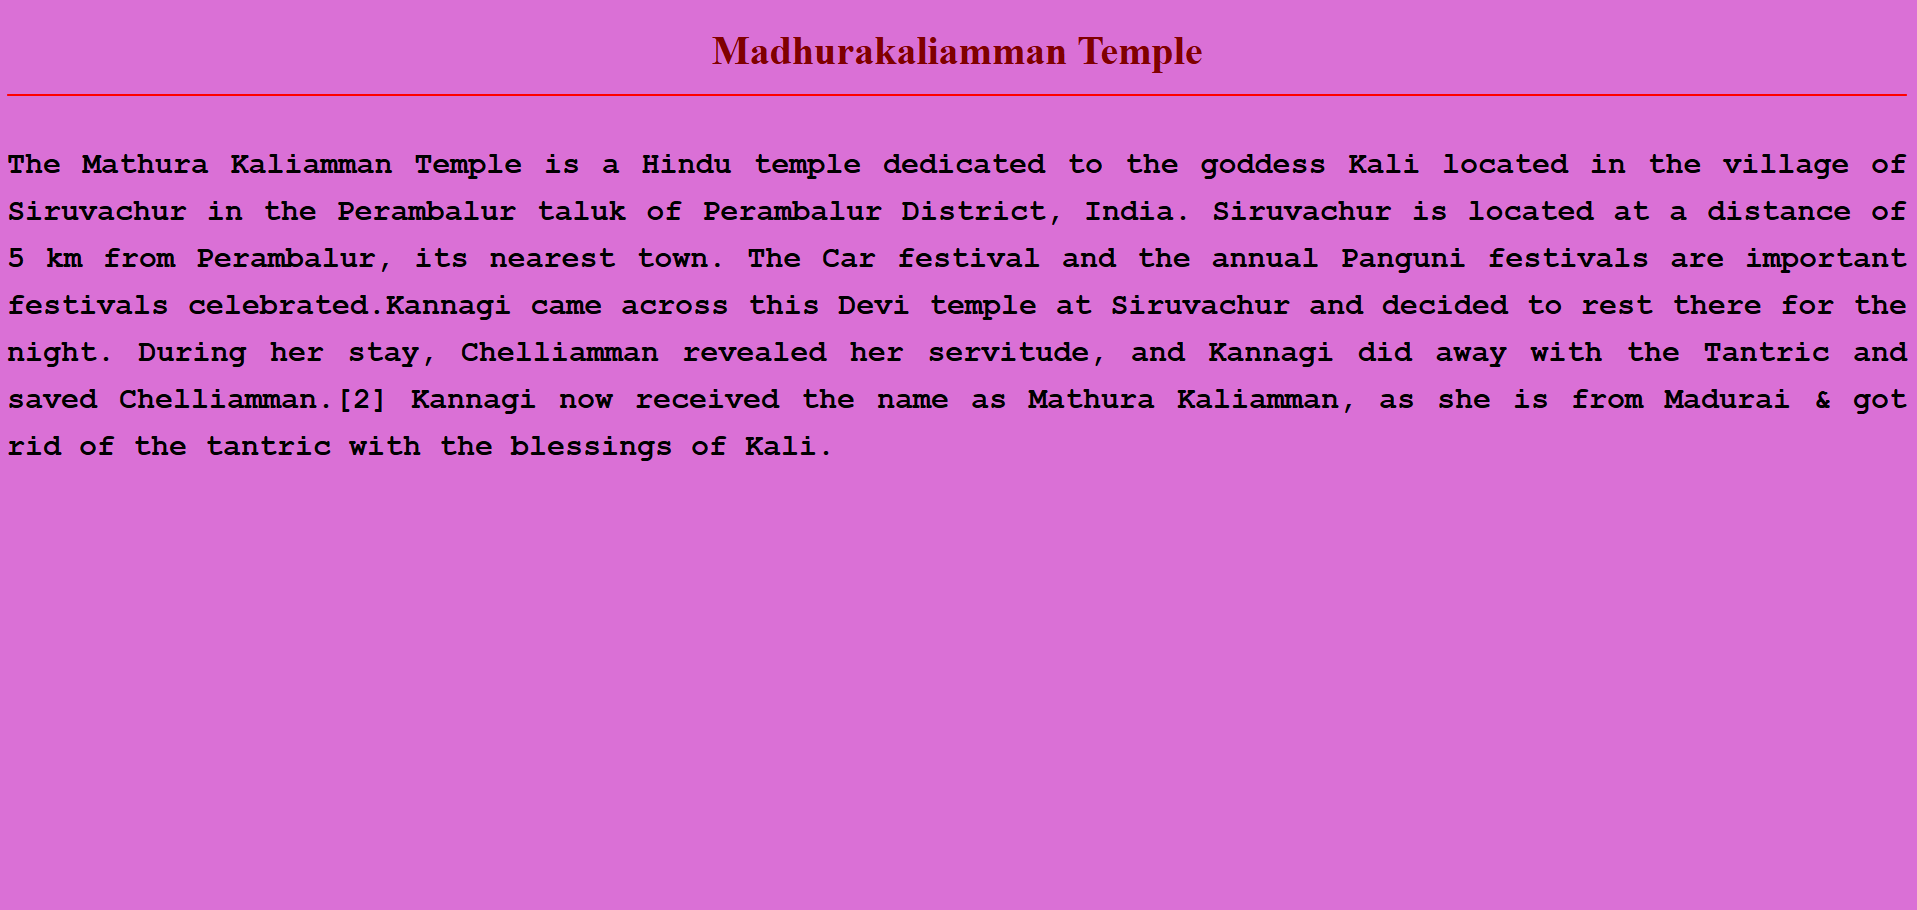 Madhurakaliamman Temple
The Mathura Kaliamman Temple is a Hindu temple dedicated to the goddess Kali located in the village of
Siruvachur in the Perambalur taluk of Perambalur District, India. Siruvachur is located at a distance of
5 km from Perambalur, its nearest town. The Car festival and the annual Panguni festivals are important
festivals celebrated.Kannagi came across this Devi temple at Siruvachur and decided to rest there for the
night. During her stay, Chelliamman revealed her servitude, and Kannagi did away with the Tantric and
saved Chelliamman.[2] Kannagi now received the name as Mathura Kaliamman, as she is from Madurai & got
rid of the tantric with the blessings of Kali.